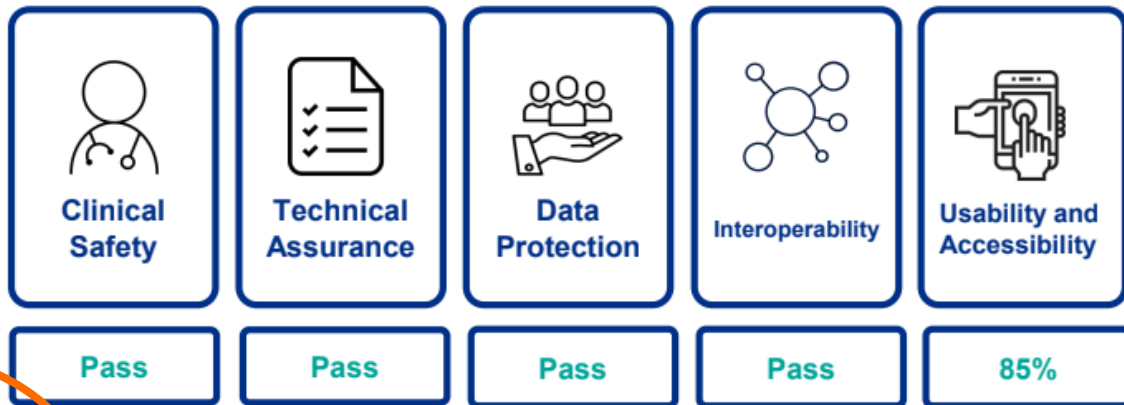 Clinical
Safety
Technical
Assurance
Data
Protection
Interoperability
Usability and
Accessibility
Pass
Pass
Pass
Pass
85%